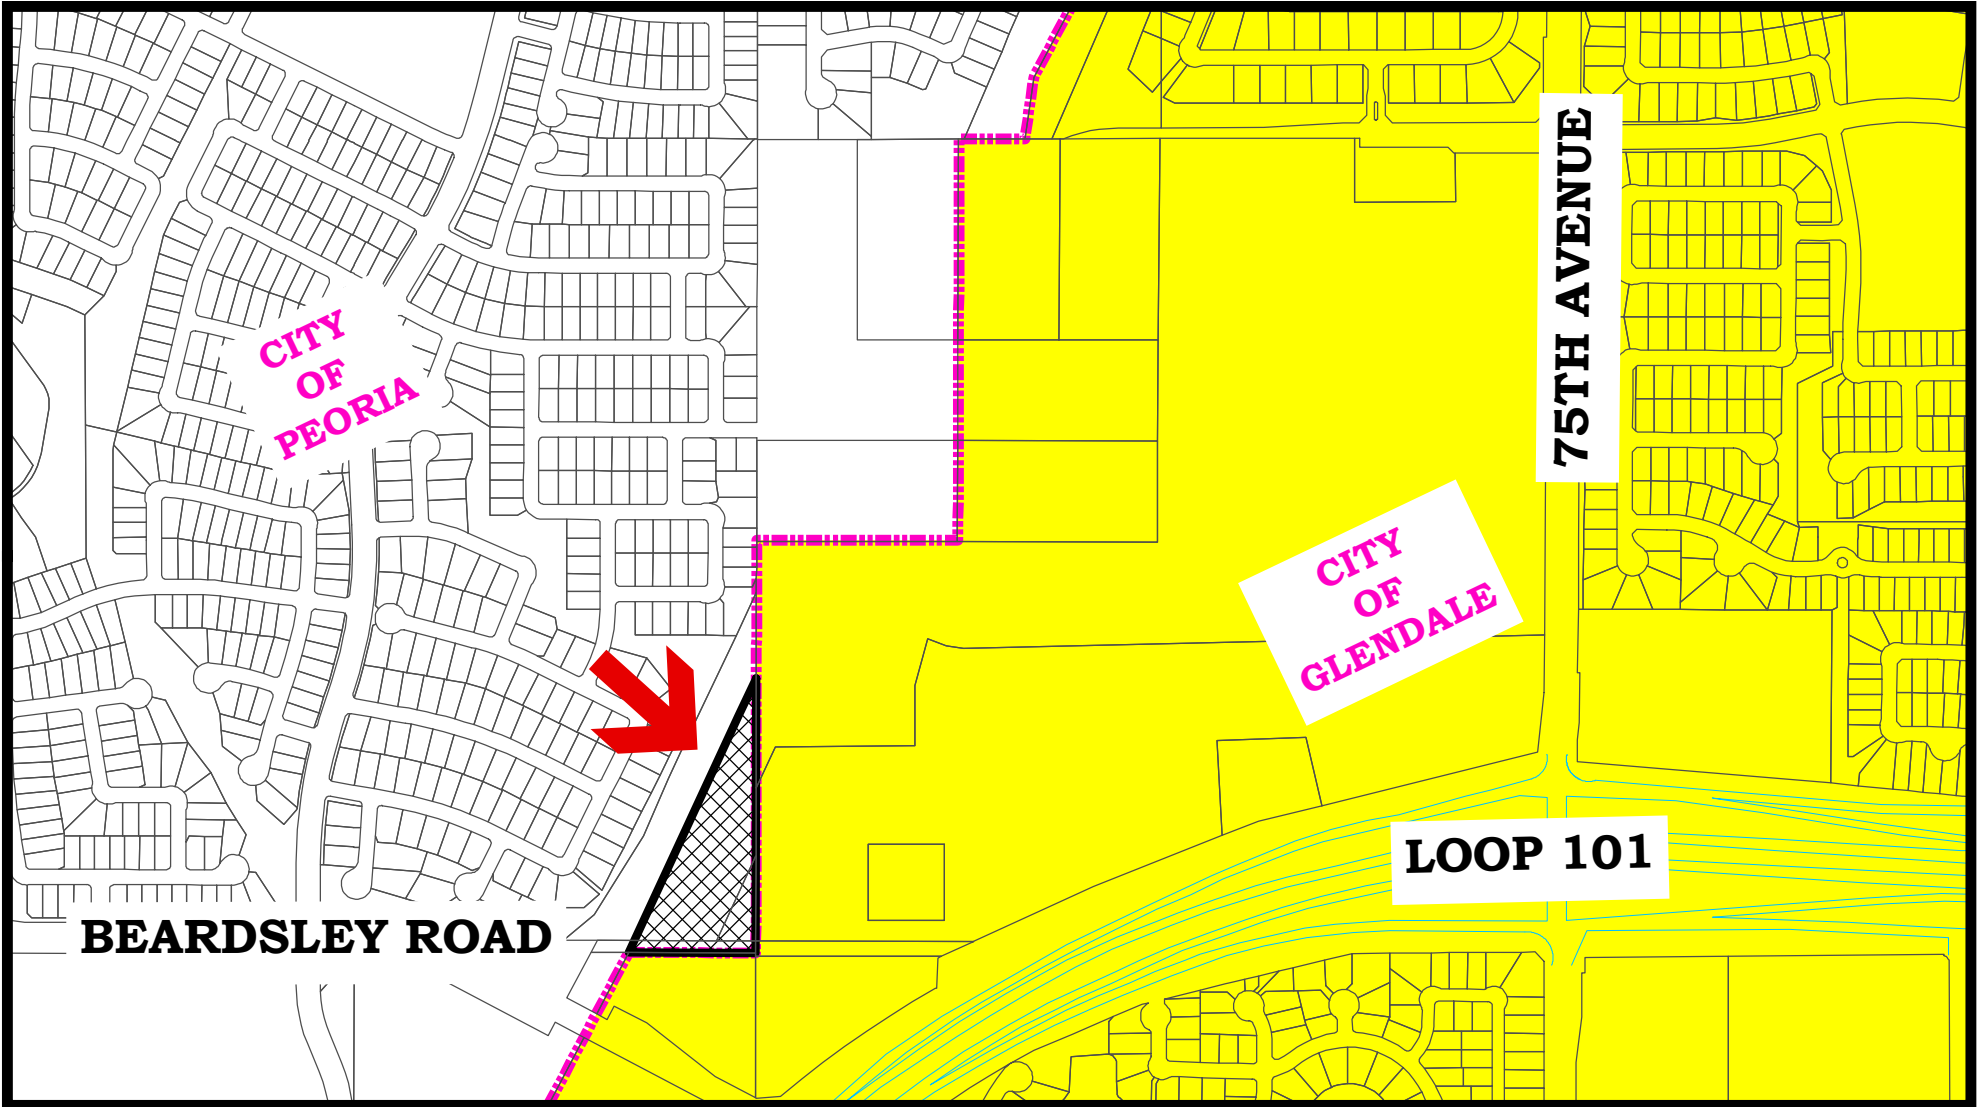 75TH AVENUE
CITY
OF
PEORIA
CITY
OF
GLENDALE
LOOP 101
BEARDSLEY ROAD